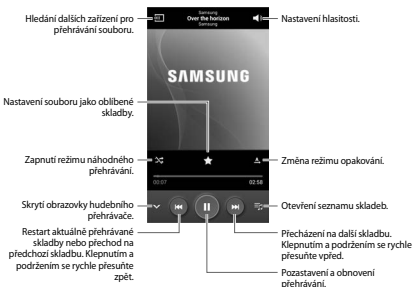 Hledání dalších zařízení pro
přehrávání souboru.
Samsung
Over the horizon
Samsung
Nastavení hlasitosti.
SAMSUNG
Nastavení souboru jako oblíbené
skladby.
Zapnutí režimu náhodného
přehrávání.
Změna režimu opakování.
00:07
02:58
Skrytí obrazovky hudebního
přehrávače.
Otevření seznamu skladeb.
Restart aktuálně přehrávané
skladby nebo přechod na
předchozí skladbu. Klepnutím a
podržením se rychle přesuňte
zpět.
Přecházení na další skladbu.
Klepnutím a podržením se rychle
přesuňte vpřed.
Pozastavení a obnovení
přehrávání.